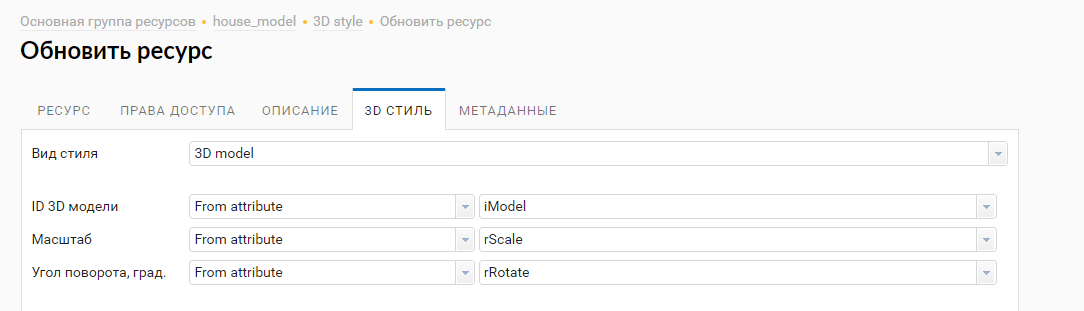 Основная группа ресурсов • house_model • 3D style • Обновить ресурс
Обновить ресурс
РЕСУРС ПРАВА ДОСТУПА ОПИСАНИЕ 3D СТИЛЬ МЕТАДАННЫЕ
Вид стиля 3D model
ID 3D модели From attribute iModel
Масштаб From attribute rScale
Угол поворота, град. From attribute rRotate